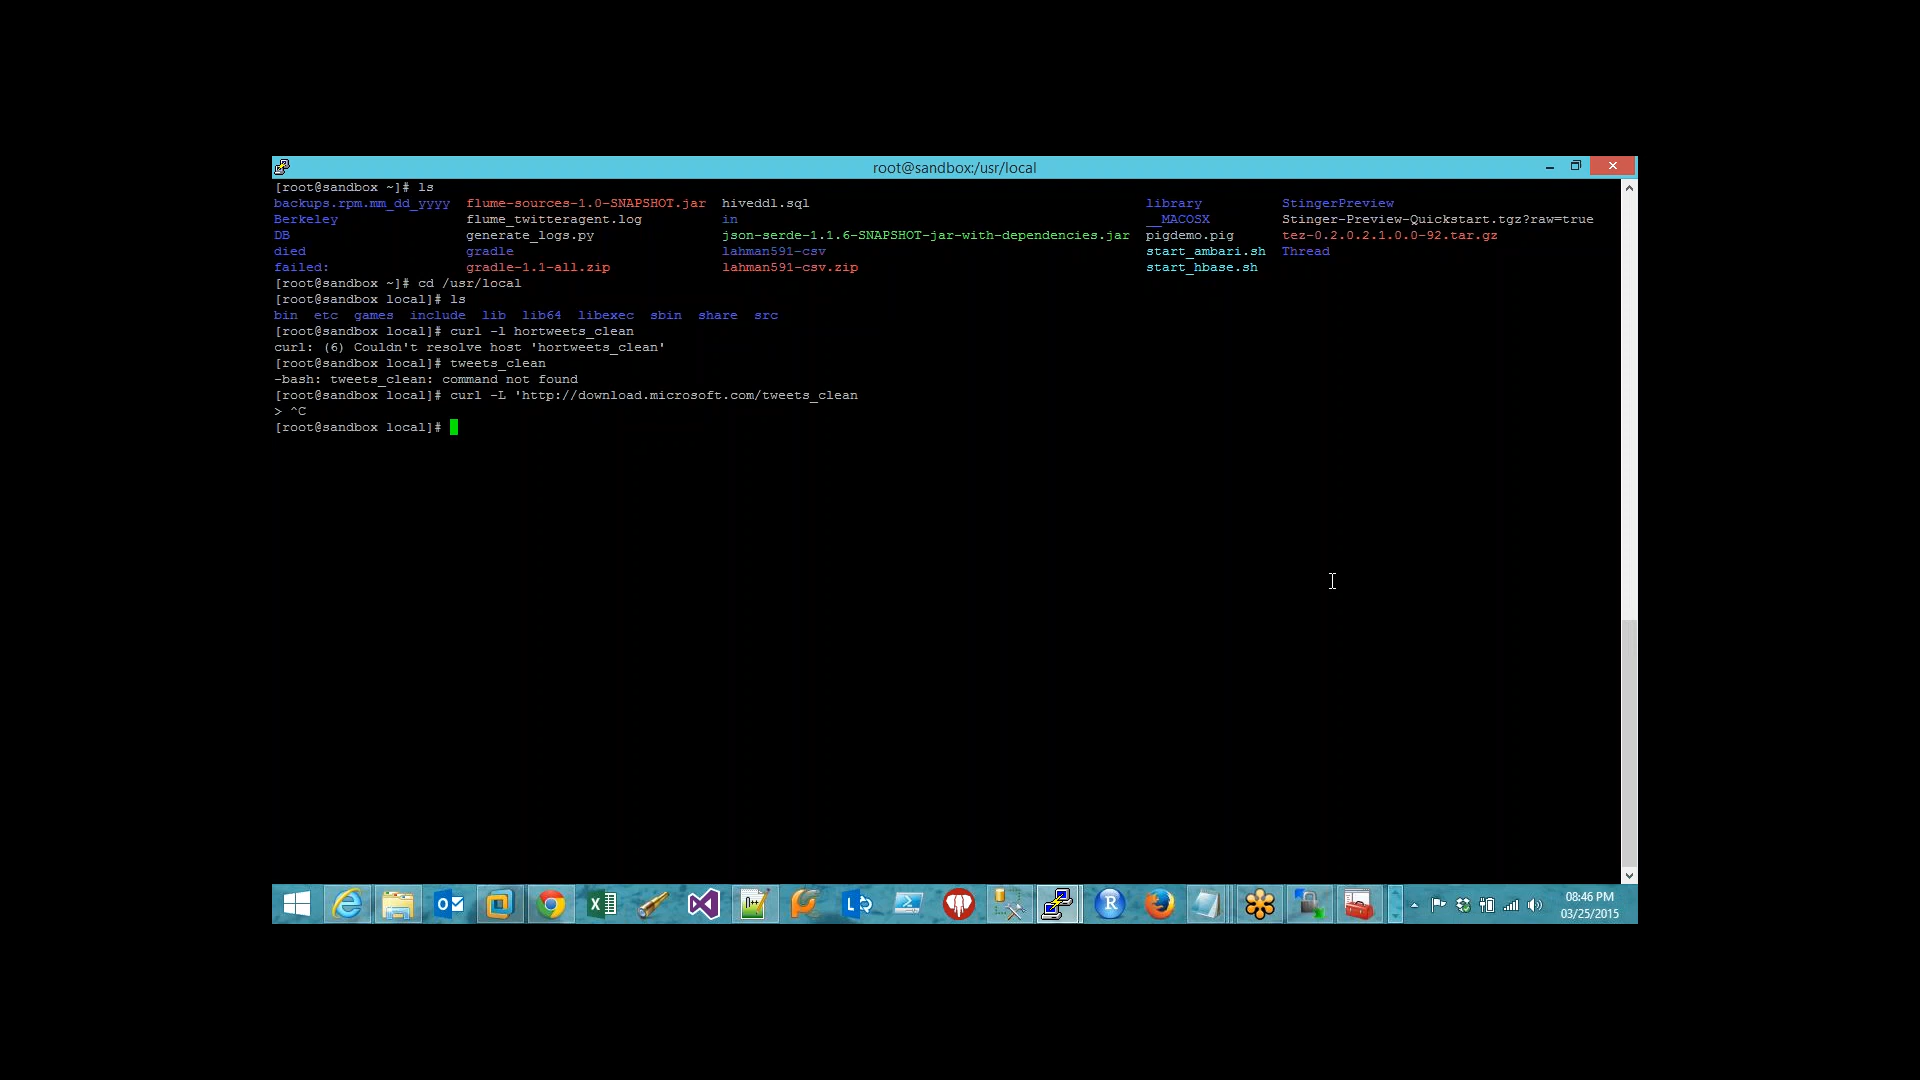 root@sandbox:/usr/local
[root@sandbox ~]# ls
backups.rpm.mm_dd_yyyy flume-sources-1.0-SNAPSHOT.jar hiveddl.sql library StingerPreview
Berkeley flume_twitteragent.log in __MACOSX Stinger-Preview-Quickstart.tgz?raw=true
DB generate_logs.py json-serde-1.1.6-SNAPSHOT-jar-with-dependencies.jar pigdemo.pig tez-0.2.0.2.1.0.0-92.tar.gz
died gradle lahman591-csv start_ambari.sh Thread
failed: gradle-1.1-all.zip lahman591-csv.zip start_hbase.sh
[root@sandbox ~]# cd /usr/local
[root@sandbox local]# ls
bin etc games include lib lib64 libexec sbin share src
[root@sandbox local]# curl -l hortweets_clean
curl: (6) Couldn't resolve host 'hortweets_clean'
[root@sandbox local]# tweets_clean
-bash: tweets_clean: command not found
[root@sandbox local]# curl -L 'http://download.microsoft.com/tweets_clean
> ^C
[root@sandbox local]#
08:46 PM
03/25/2015